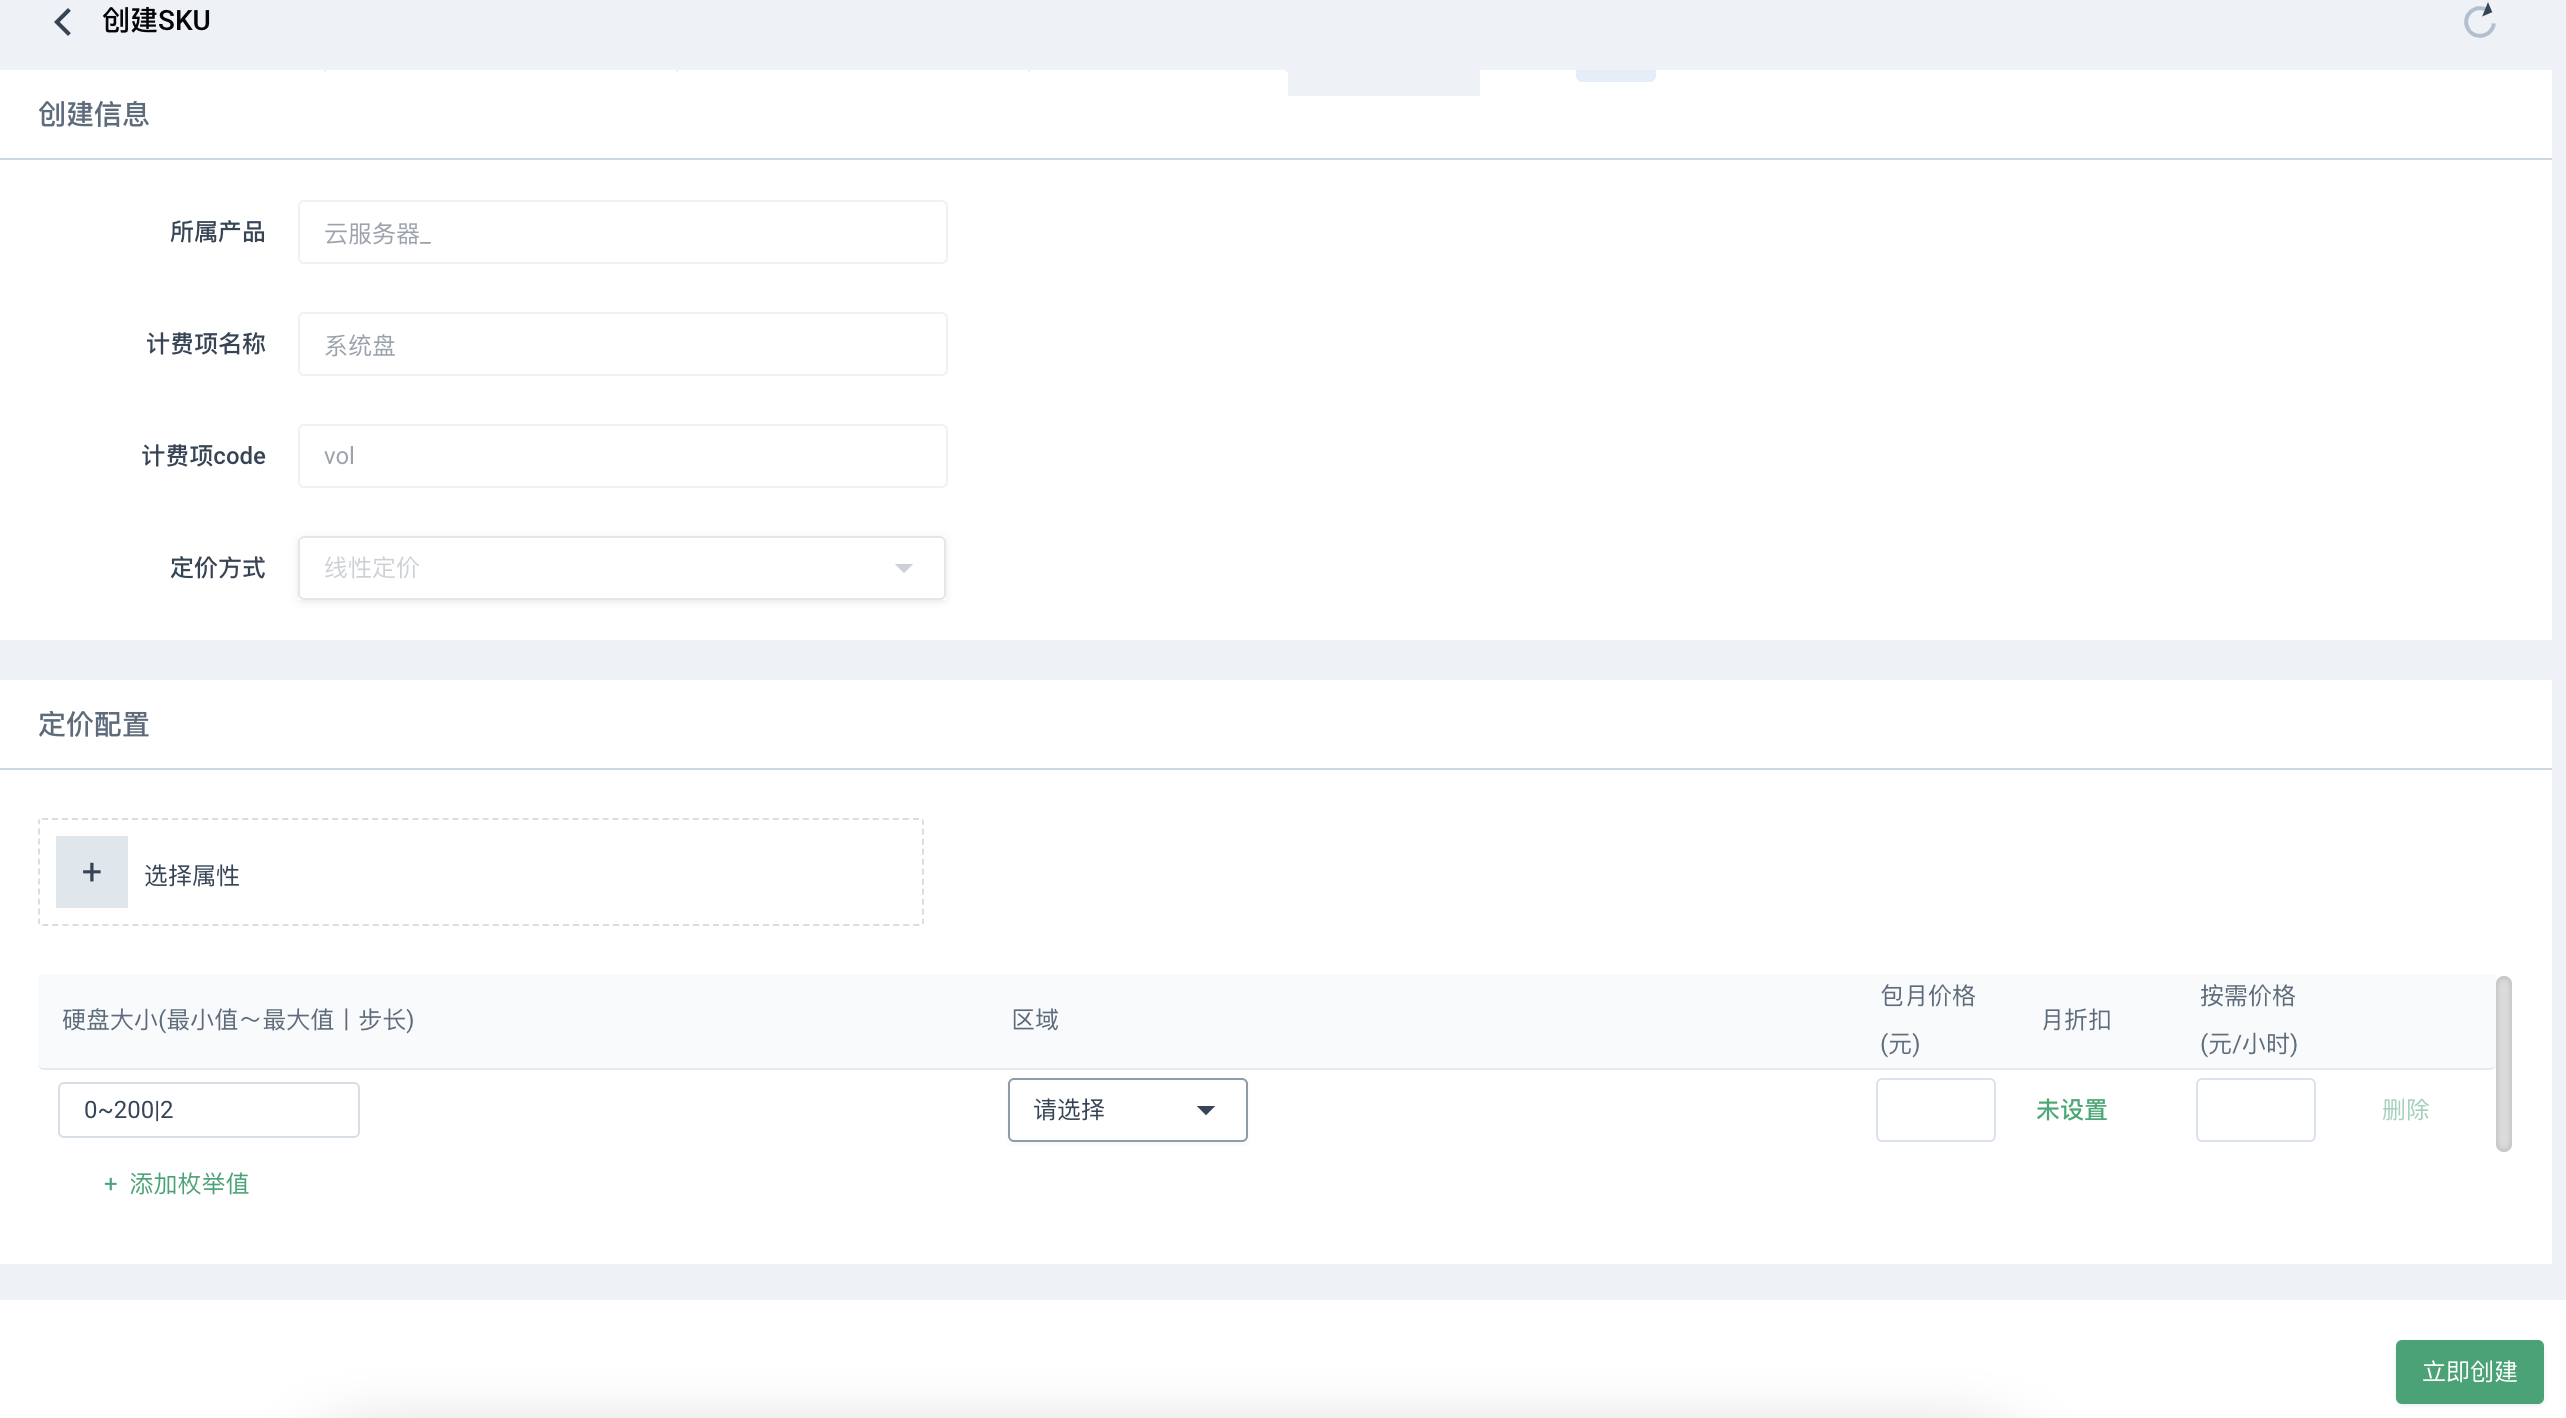 创建SKU
创建信息
所属产品 云服务器_
计费项名称 系统盘
计费项code vol
定价方式 线性定价
定价配置
+ 选择属性
硬盘大小(最小值～最大值丨步长) 区域 包月价格(元) 月折扣 按需价格(元/小时)
0~200|2 请选择 未设置 删除
+ 添加枚举值
立即创建